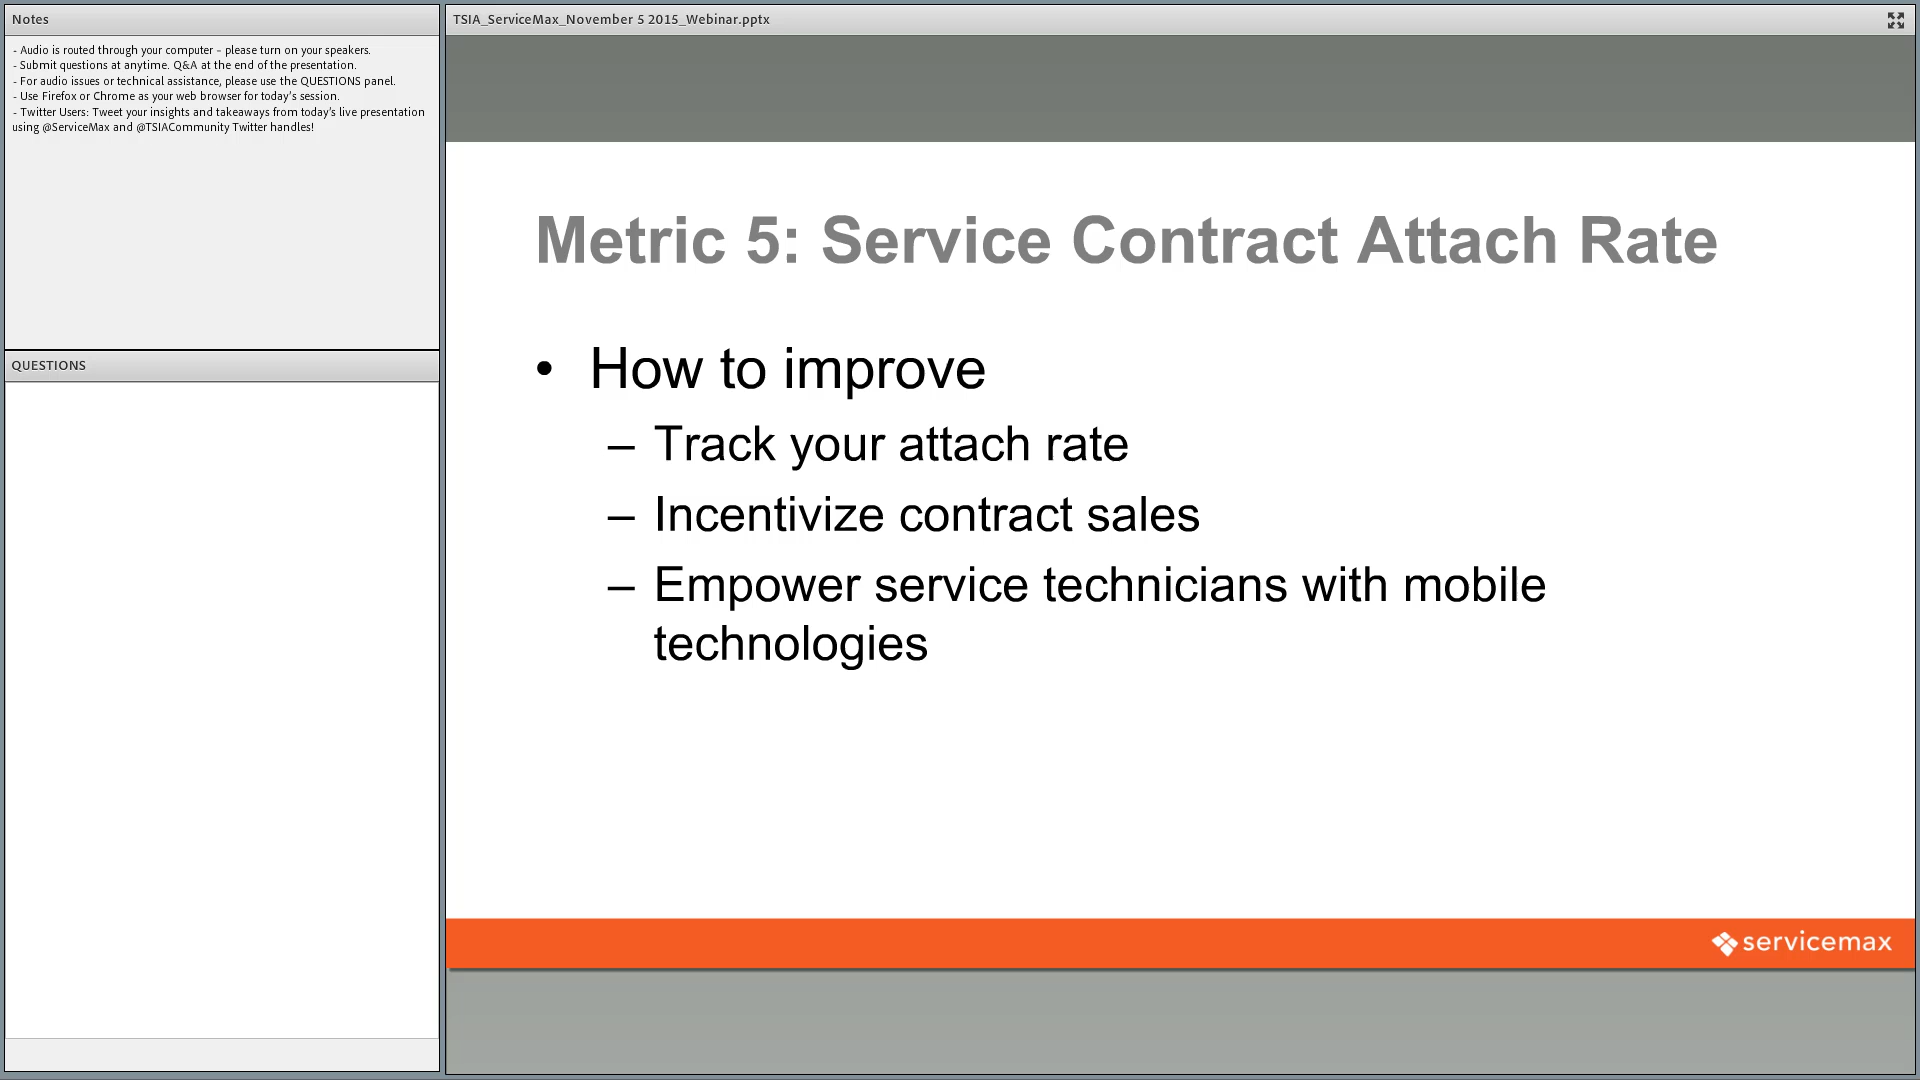 Notes
- Audio is routed through your computer - please turn on your speakers.
- Submit questions at anytime. Q&A at the end of the presentation.
- For audio issues or technical assistance, please use the QUESTIONS panel.
- Use Firefox or Chrome as your web browser for today's session.
- Twitter Users: Tweet your insights and takeaways from today's live presentation
using @ServiceMax and @TSIACommunity Twitter handles!
QUESTIONS
TSIA_ServiceMax_November 5 2015_Webinar.pptx
Metric 5: Service Contract Attach Rate
• How to improve
– Track your attach rate
– Incentivize contract sales
– Empower service technicians with mobile
technologies
servicemax